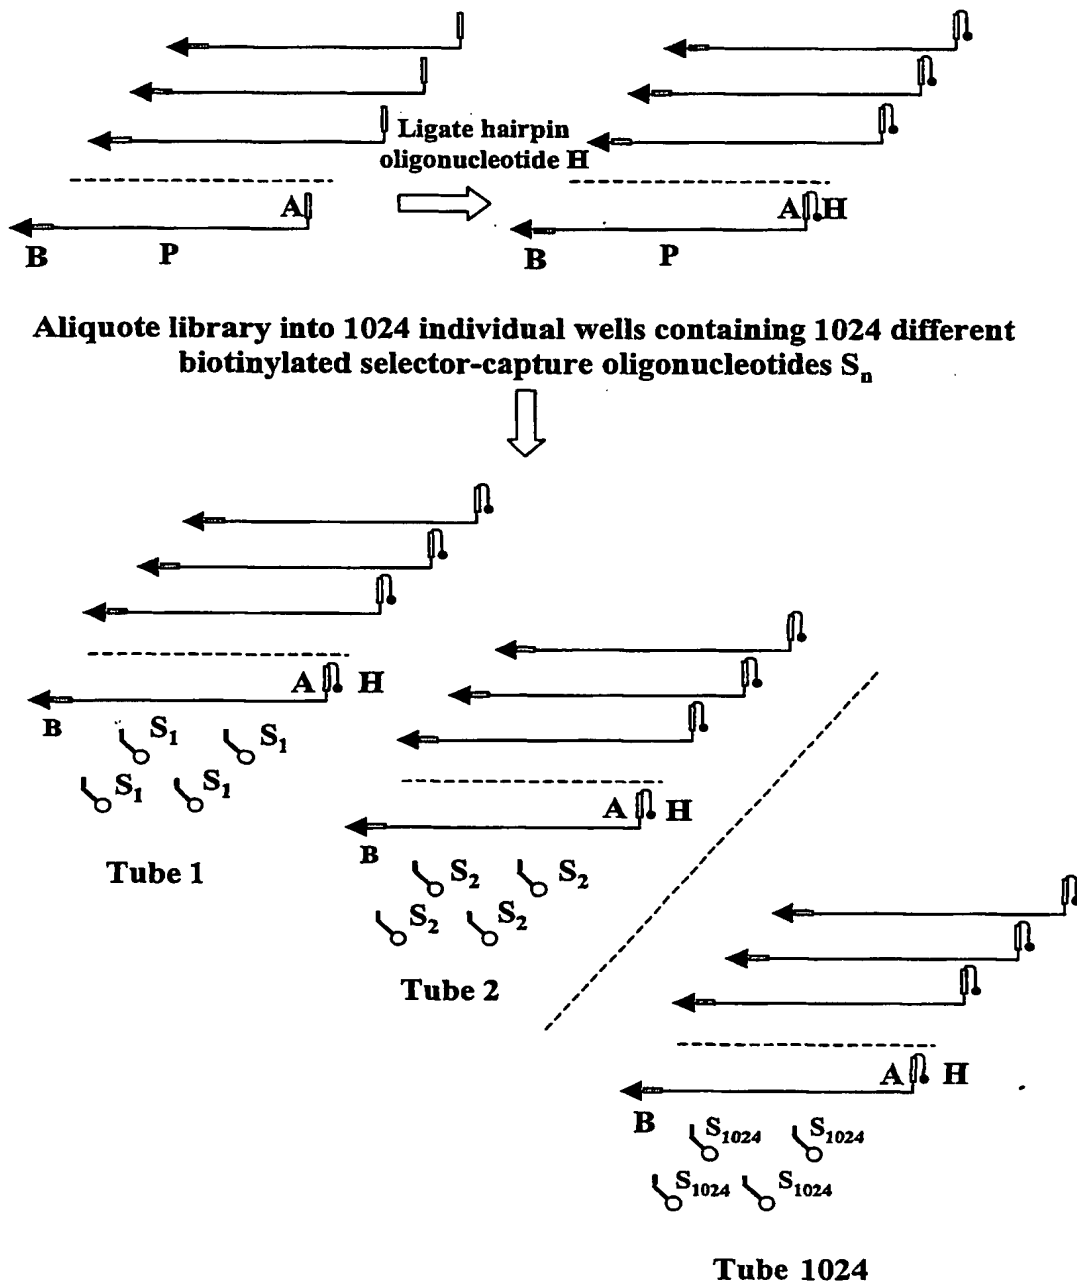 Ligate hairpin
oligonucleotide H
A
B
P
A H
B
P
Aliquote library into 1024 individual wells containing 1024 different
biotinylated selector-capture oligonucleotides Sn
A H
B
S1 S1
S1 S1
Tube 1
A H
B
S2 S2
S2 S2
Tube 2
A H
B
S1024 S1024
S1024 S1024
Tube 1024